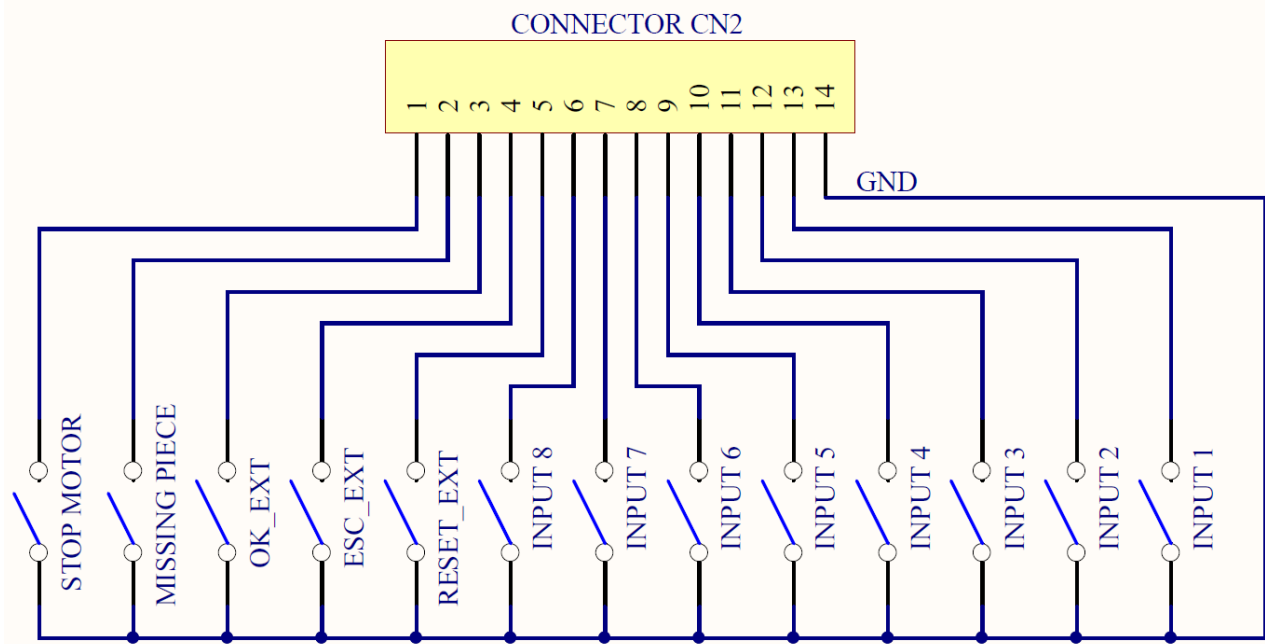 CONNECTOR CN2
1 2 3 4 5 6 7 8 9 10 11 12 13 14
GND
STOP MOTOR
MISSING PIECE
OK_EXT
ESC_EXT
RESET_EXT
INPUT 8
INPUT 7
INPUT 6
INPUT 5
INPUT 4
INPUT 3
INPUT 2
INPUT 1